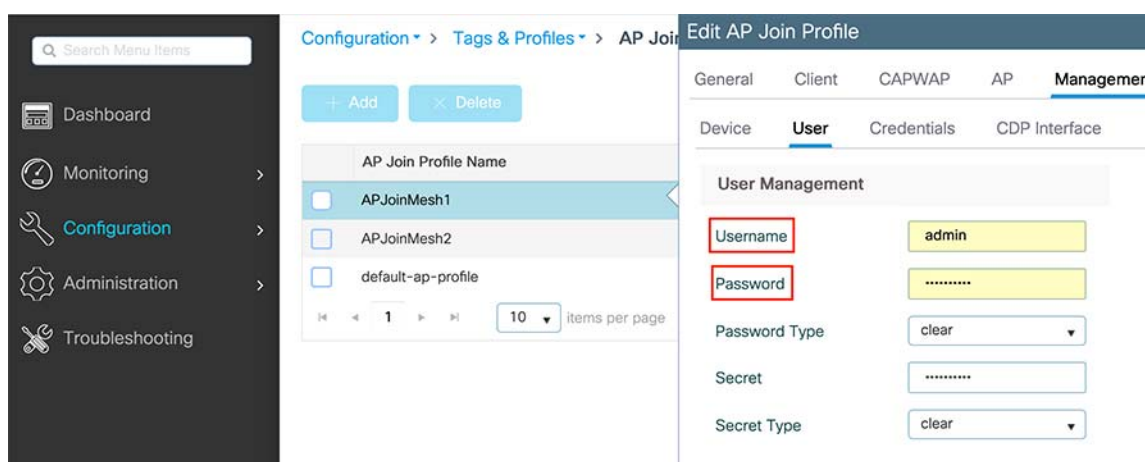 Search Menu Items
Dashboard
Monitoring
Configuration
Administration
Troubleshooting
Configuration > Tags & Profiles > AP Joi
+ Add
× Delete
AP Join Profile Name
APJoinMesh1
APJoinMesh2
default-ap-profile
1
10 items per page
Edit AP Join Profile
General Client CAPWAP AP Managemen
Device User Credentials CDP Interface
User Management
Username admin
Password ••••••••••
Password Type clear
Secret ••••••••••
Secret Type clear